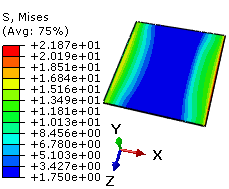 S, Mises
(Avg: 75%)
+2.187e+01
+2.019e+01
+1.851e+01
+1.684e+01
+1.516e+01
+1.349e+01
+1.181e+01
+1.013e+01
+8.456e+00
+6.780e+00
+5.103e+00
+3.427e+00
+1.750e+00
Y
X
Z